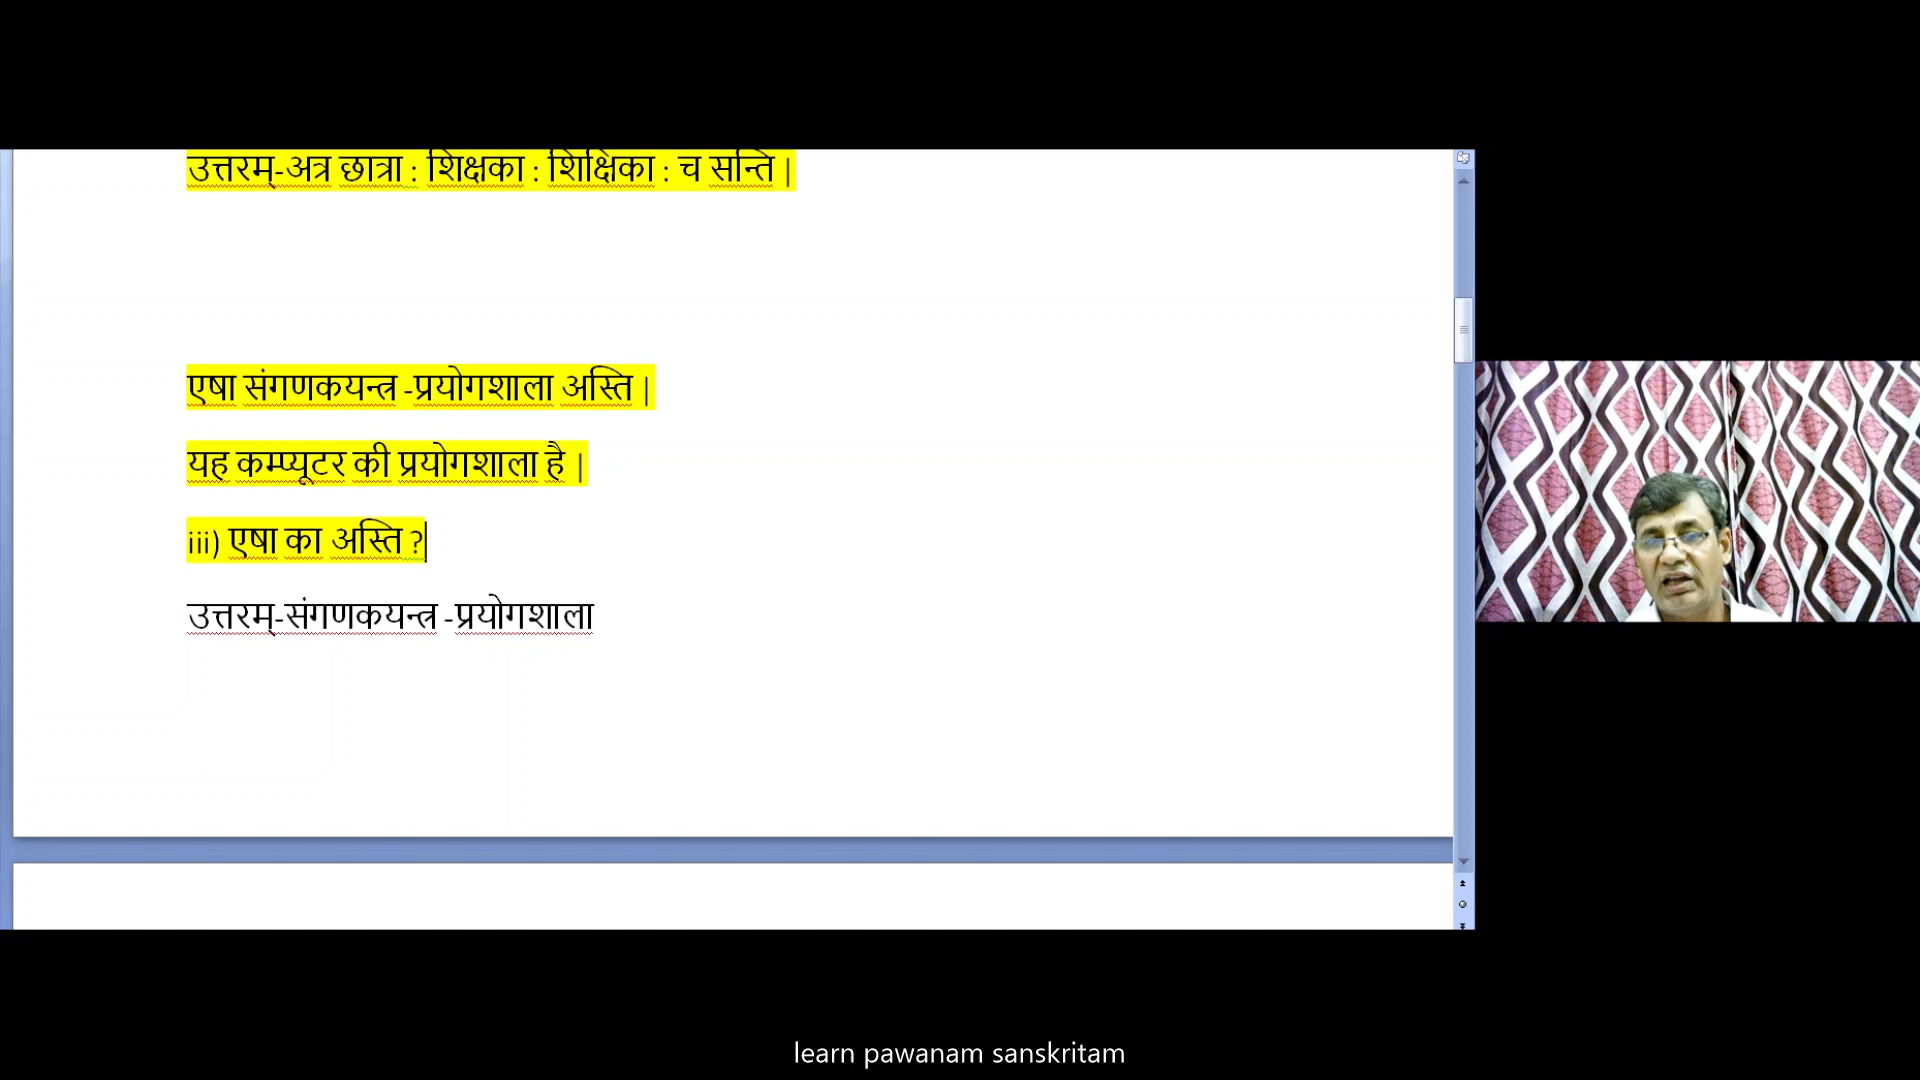 उत्तरम्-अत्र छात्रा : शिक्षका : शिक्षिका : च सन्ति |
एषा संगणकयन्त्र -प्रयोगशाला अस्ति |
यह कम्प्यूटर की प्रयोगशाला है |
iii) एषा का अस्ति ?
उत्तरम्-संगणकयन्त्र -प्रयोगशाला
learn pawanam sanskritam